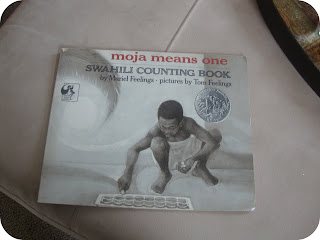 moja means one
SWAHILI COUNTING BOOK
by Muriel Feelings - pictures by Tom Feelings